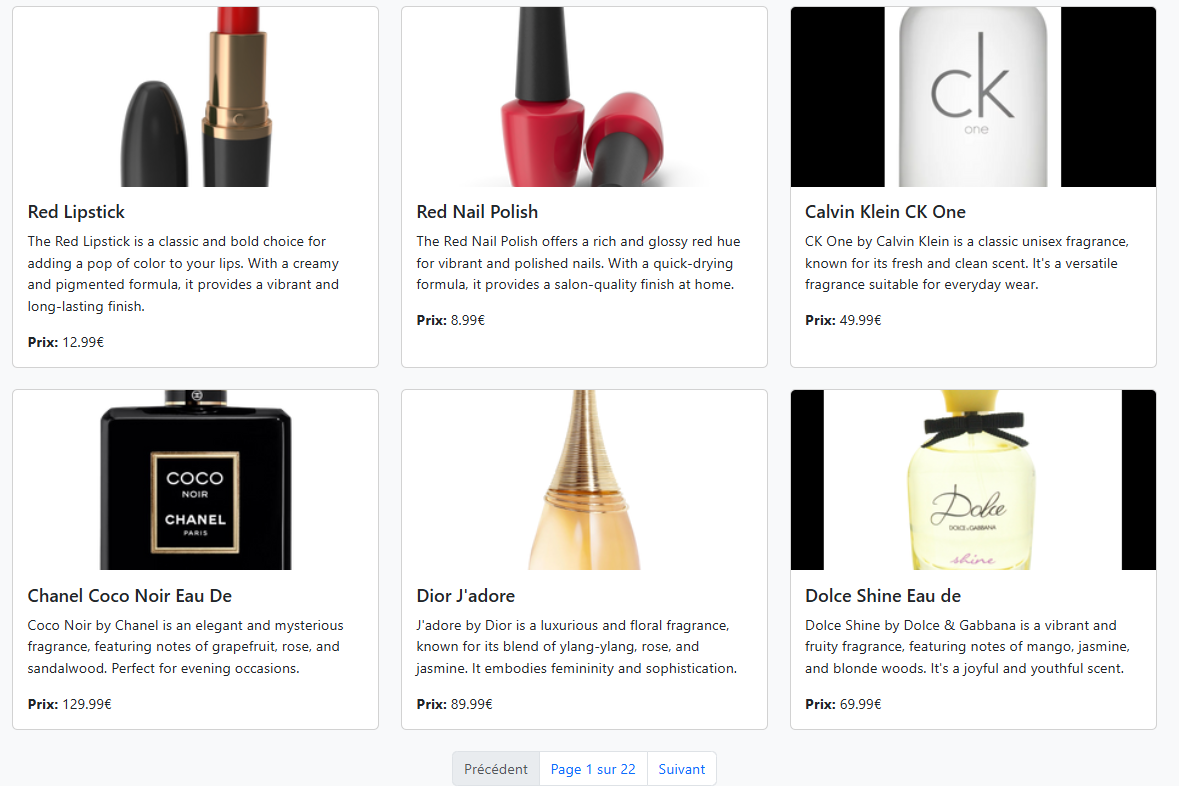 ck
one
Red Lipstick
The Red Lipstick is a classic and bold choice for
adding a pop of color to your lips. With a creamy
and pigmented formula, it provides a vibrant and
long-lasting finish.
Prix: 12.99€
Red Nail Polish
The Red Nail Polish offers a rich and glossy red hue
for vibrant and polished nails. With a quick-drying
formula, it provides a salon-quality finish at home.
Prix: 8.99€
Calvin Klein CK One
CK One by Calvin Klein is a classic unisex fragrance,
known for its fresh and clean scent. It's a versatile
fragrance suitable for everyday wear.
Prix: 49.99€
COCO
NOIR
CHANEL
PARIS
Dolce
DOLCE & GABBANA
shine
Chanel Coco Noir Eau De
Coco Noir by Chanel is an elegant and mysterious
fragrance, featuring notes of grapefruit, rose, and
sandalwood. Perfect for evening occasions.
Prix: 129.99€
Dior J'adore
J'adore by Dior is a luxurious and floral fragrance,
known for its blend of ylang-ylang, rose, and
jasmine. It embodies femininity and sophistication.
Prix: 89.99€
Dolce Shine Eau de
Dolce Shine by Dolce & Gabbana is a vibrant and
fruity fragrance, featuring notes of mango, jasmine,
and blonde woods. It's a joyful and youthful scent.
Prix: 69.99€
Précédent
Page 1 sur 22
Suivant